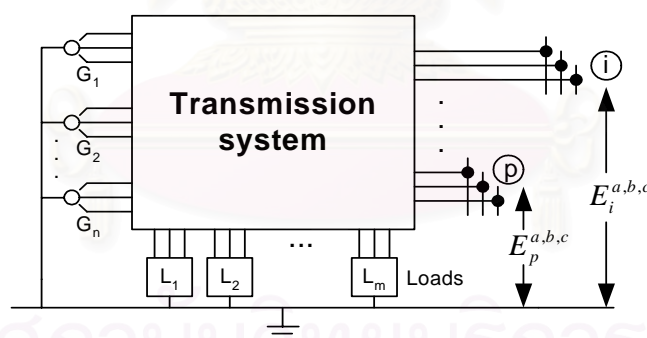 G1
G2
Gn
Transmission
system
i
p
E_i^{a,b,c}
E_p^{a,b,c}
...
L1
L2
Lm
Loads